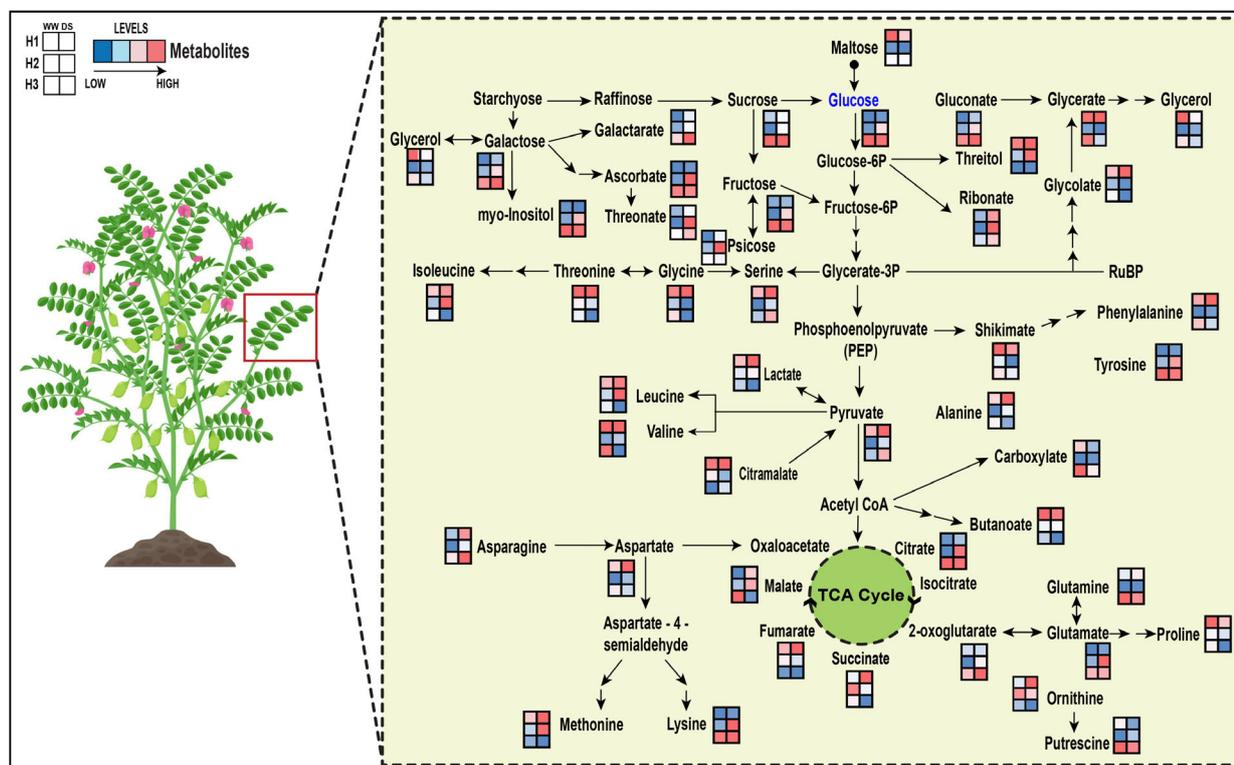 WW DS
H1
H2
H3
LEVELS
Metabolites
LOW
HIGH
Maltose
Starchyose
Raffinose
Sucrose
Glucose
Gluconate
Glycerate
Glycerol
Glycerol
Galactose
Galactarate
Glucose-6P
Threitol
Ascorbate
Fructose
Glycolate
Ribonate
myo-Inositol
Threonate
Fructose-6P
Psicose
Isoleucine
Threonine
Glycine
Serine
Glycerate-3P
RuBP
Phosphoenolpyruvate
(PEP)
Shikimate
Phenylalanine
Tyrosine
Lactate
Leucine
Valine
Pyruvate
Alanine
Citramalate
Carboxylate
Acetyl CoA
Butanoate
Asparagine
Aspartate
Oxaloacetate
Citrate
Isocitrate
Malate
TCA Cycle
Glutamine
Aspartate - 4 -
semialdehyde
Fumarate
2-oxoglutarate
Glutamate
Proline
Succinate
Ornithine
Methonine
Lysine
Putrescine